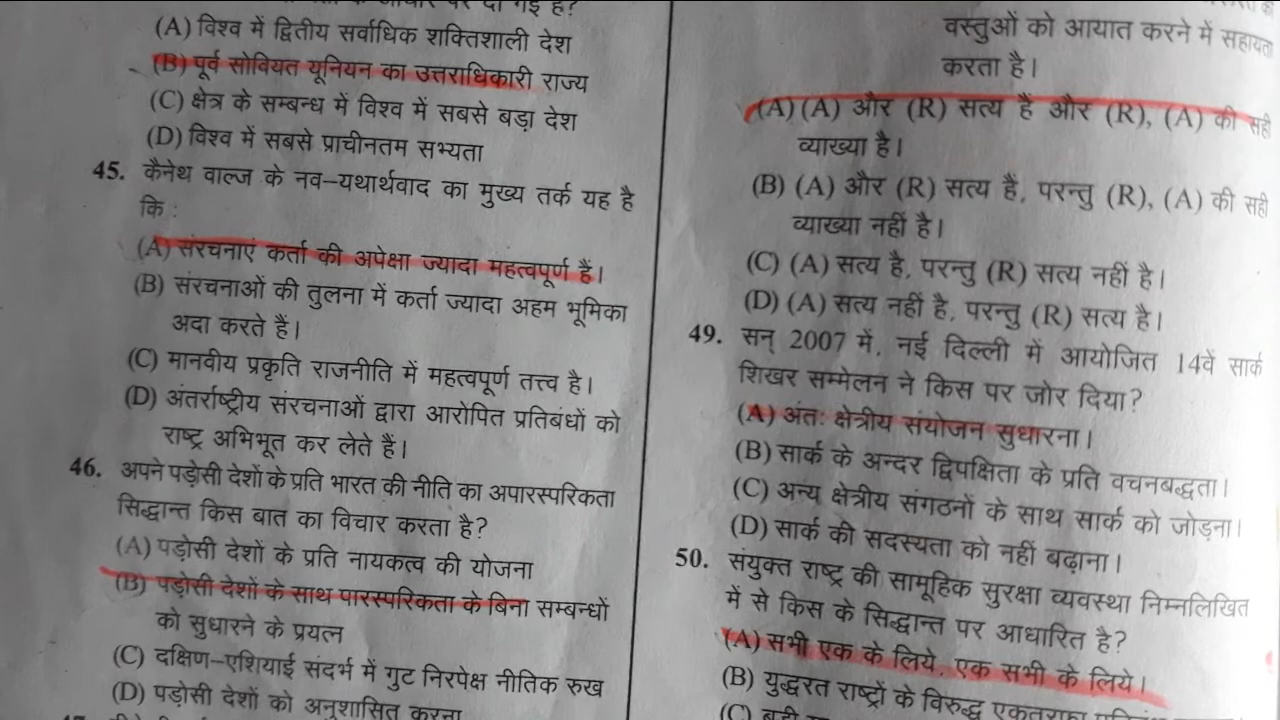 (A) विश्व में द्वितीय सर्वाधिक शक्तिशाली देश
(B) पूर्व सोवियत यूनियन का उत्तराधिकारी राज्य
(C) क्षेत्र के सम्बन्ध में विश्व में सबसे बड़ा देश
(D) विश्व में सबसे प्राचीनतम सभ्यता
45. कैनेथ वाल्ज के नव-यथार्थवाद का मुख्य तर्क यह है
कि :
(A) संरचनाएं कर्ता की अपेक्षा ज्यादा महत्वपूर्ण हैं।
(B) संरचनाओं की तुलना में कर्ता ज्यादा अहम भूमिका
अदा करते हैं।
(C) मानवीय प्रकृति राजनीति में महत्वपूर्ण तत्त्व है।
(D) अंतर्राष्ट्रीय संरचनाओं द्वारा आरोपित प्रतिबंधों को
राष्ट्र अभिभूत कर लेते हैं।
46. अपने पड़ोसी देशों के प्रति भारत की नीति का अपारस्परिकता
सिद्धान्त किस बात का विचार करता है?
(A) पड़ोसी देशों के प्रति नायकत्व की योजना
(B) पड़ोसी देशों के साथ पारस्परिकता के बिना सम्बन्धों
को सुधारने के प्रयत्न
(C) दक्षिण-एशियाई संदर्भ में गुट निरपेक्ष नीतिक रुख
(D) पड़ोसी देशों को अनुशासित करना
वस्तुओं को आयात करने में सहायता
करता है।
(A) (A) और (R) सत्य हैं और (R), (A) की सही
व्याख्या है।
(B) (A) और (R) सत्य हैं, परन्तु (R), (A) की सही
व्याख्या नहीं है।
(C) (A) सत्य है, परन्तु (R) सत्य नहीं है।
(D) (A) सत्य नहीं है, परन्तु (R) सत्य है।
49. सन् 2007 में, नई दिल्ली में आयोजित 14वें सार्क
शिखर सम्मेलन ने किस पर जोर दिया?
(A) अंतः क्षेत्रीय संयोजन सुधारना।
(B) सार्क के अन्दर द्विपक्षिता के प्रति वचनबद्धता।
(C) अन्य क्षेत्रीय संगठनों के साथ सार्क को जोड़ना।
(D) सार्क की सदस्यता को नहीं बढ़ाना।
50. संयुक्त राष्ट्र की सामूहिक सुरक्षा व्यवस्था निम्नलिखित
में से किस के सिद्धान्त पर आधारित है?
(A) सभी एक के लिये, एक सभी के लिये।
(B) युद्धरत राष्ट्रों के विरुद्ध एकतरफा
(C)